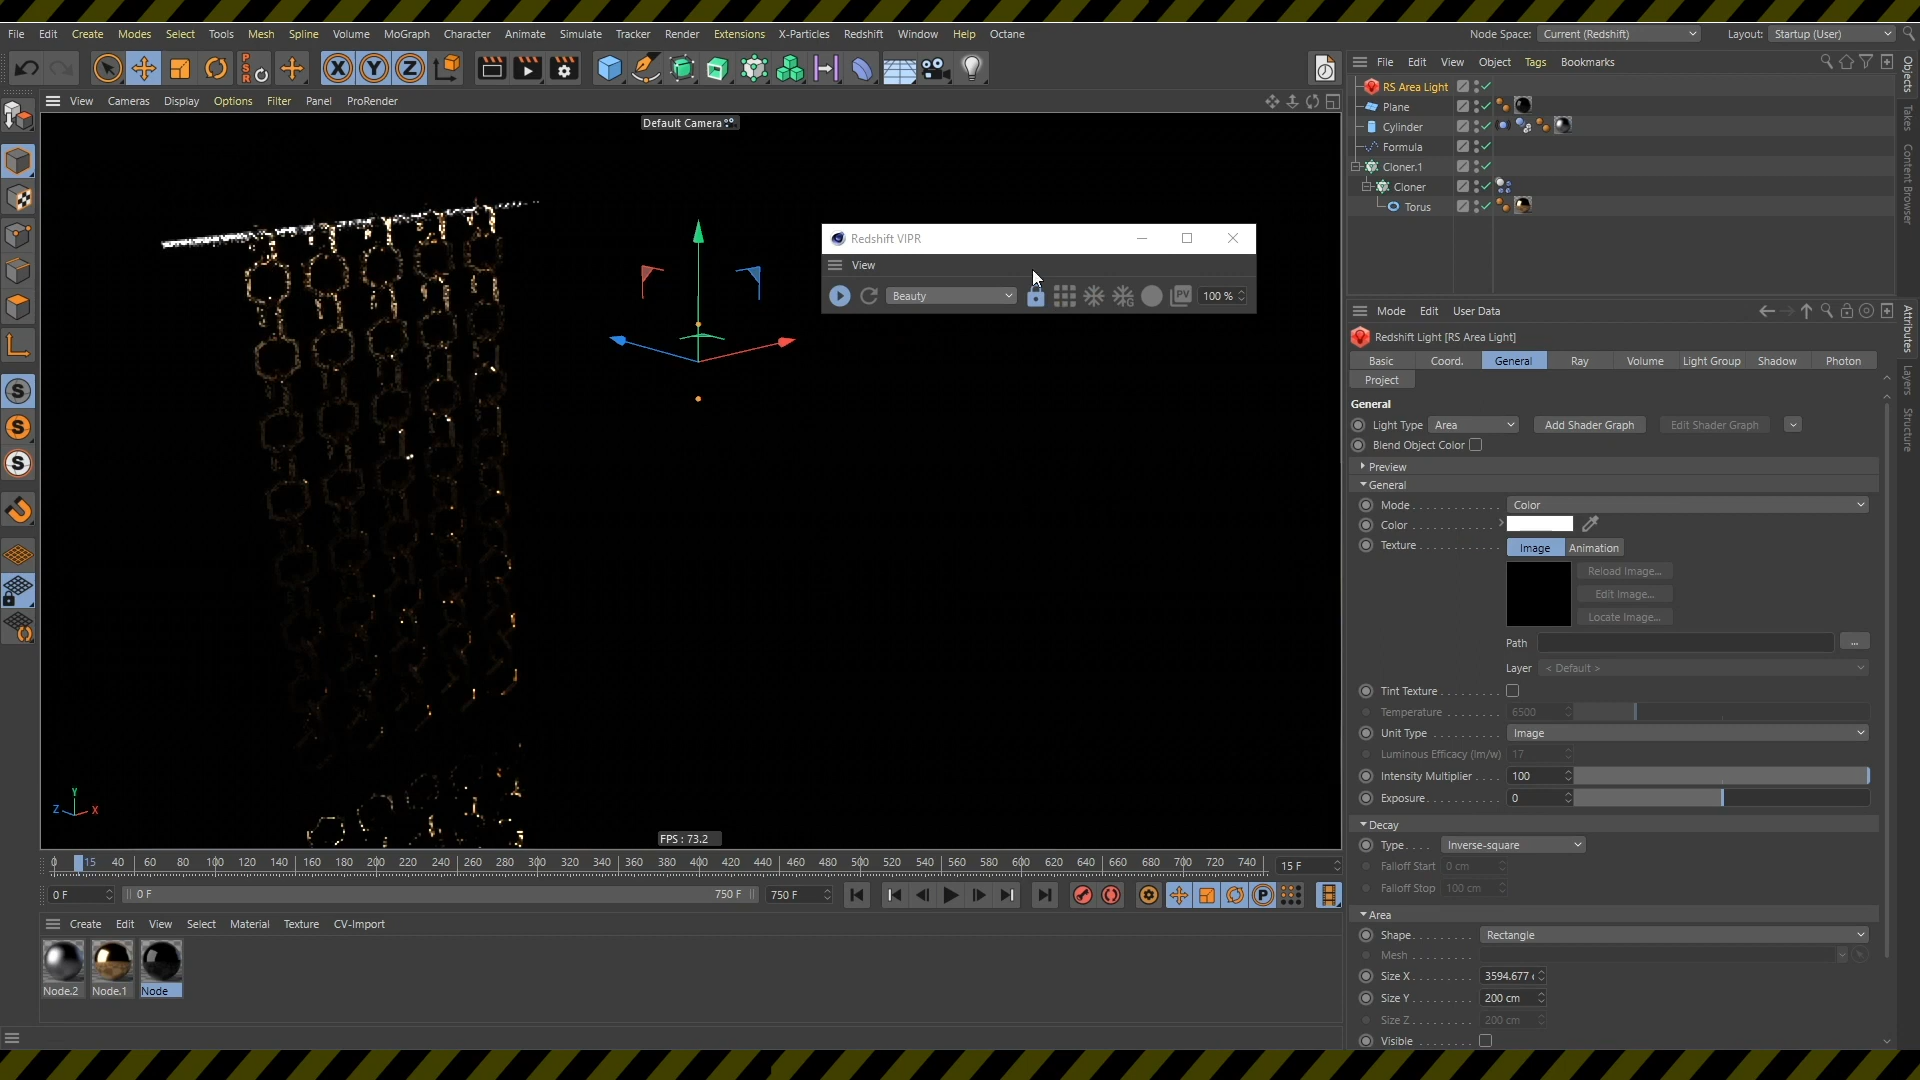 File Edit Create Modes Select Tools Mesh Spline Volume MoGraph Character Animate Simulate Tracker Render Extensions X-Particles Redshift Window Help Octane
Node Space: Current (Redshift) Layout: Startup (User)
View Cameras Display Options Filter Panel ProRender
Default Camera
Redshift VIPR
View
Beauty
PV
100 %
FPS : 73.2
Y
Z X
0 15 40 60 80 100 120 140 160 180 200 220 240 260 280 300 320 340 360 380 400 420 440 460 480 500 520 540 560 580 600 620 640 660 680 700 720 740
15 F
0 F 0 F 750 F 750 F
Create Edit View Select Material Texture CV-Import
Node.2 Node.1 Node
File Edit View Object Tags Bookmarks
RS Area Light
Plane
Cylinder
Formula
Cloner.1
Cloner
Torus
Objects
Takes
Content Browser
Mode Edit User Data
Redshift Light [RS Area Light]
Basic Coord. General Ray Volume Light Group Shadow Photon
Project
General
Light Type Area Add Shader Graph Edit Shader Graph
Blend Object Color
Preview
General
Mode Color
Color
Texture Image Animation
Reload Image...
Edit Image...
Locate Image...
Path ...
Layer < Default >
Tint Texture
Temperature 6500
Unit Type Image
Luminous Efficacy (lm/w) 17
Intensity Multiplier 100
Exposure 0
Decay
Type Inverse-square
Falloff Start 0 cm
Falloff Stop 100 cm
Area
Shape Rectangle
Mesh
Size X 3594.677
Size Y 200 cm
Size Z 200 cm
Visible
Attributes
Layers
Structure